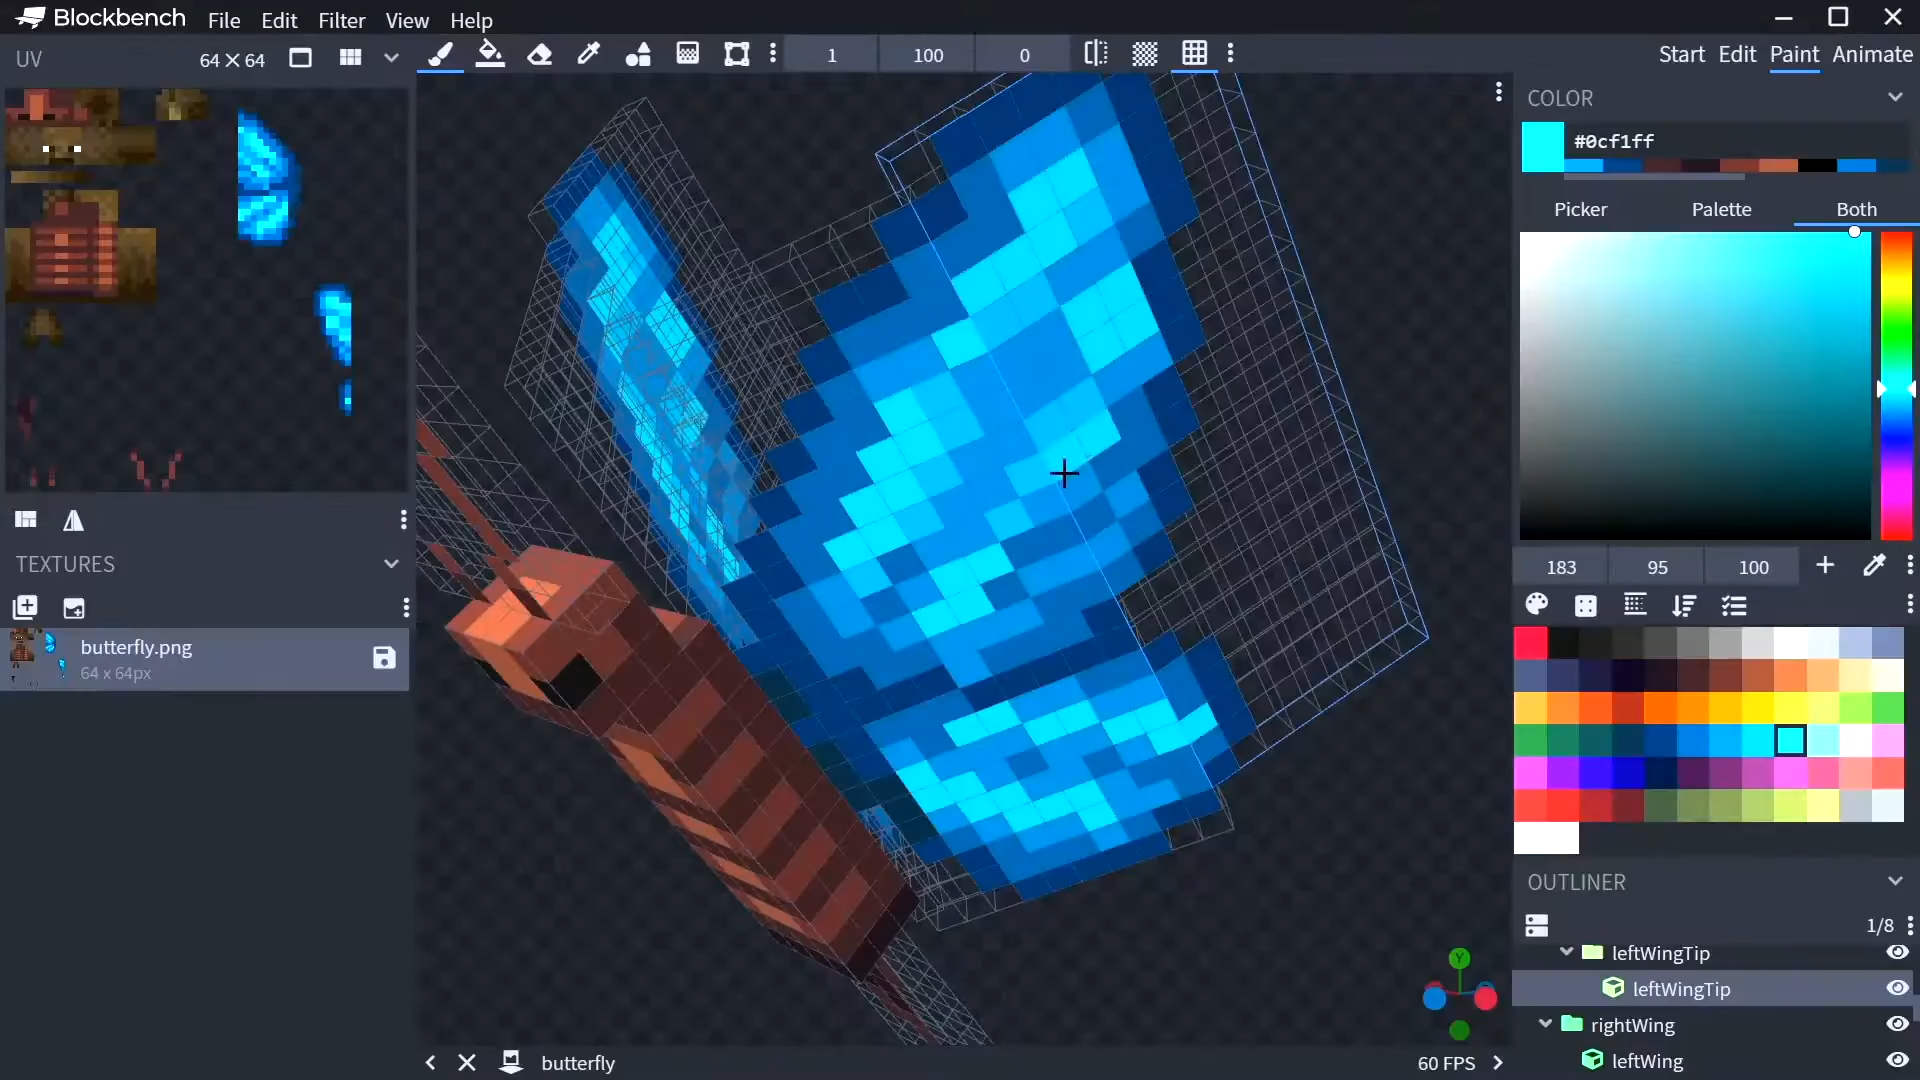 Blockbench File Edit Filter View Help
UV 64 × 64 1 100 0 Start Edit Paint Animate
COLOR
#0cf1ff
Picker Palette Both
183 95 100
TEXTURES
butterfly.png
64 x 64px
OUTLINER
1/8
leftWingTip
leftWingTip
rightWing
leftWing
butterfly
60 FPS
Y